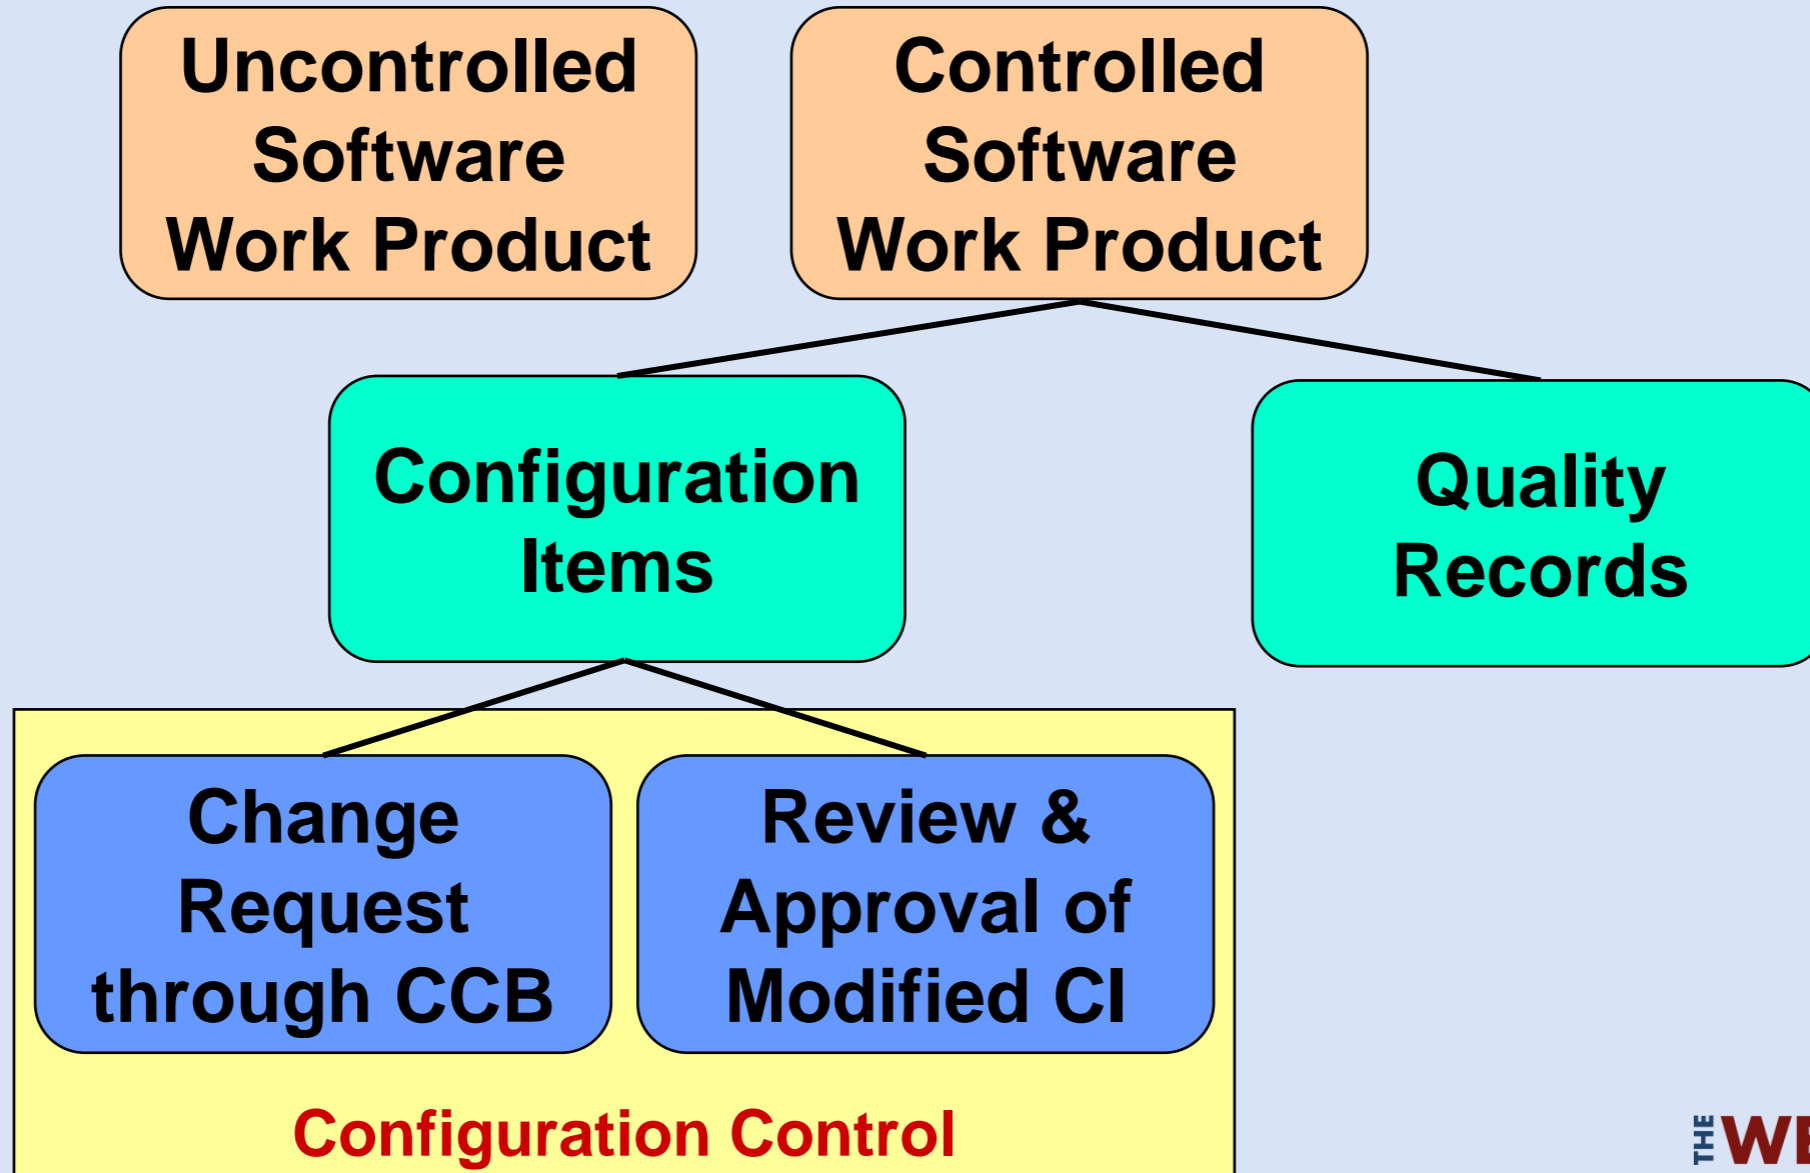 Uncontrolled
Software
Work Product
Controlled
Software
Work Product
Configuration
Items
Quality
Records
Change
Request
through CCB
Review &
Approval of
Modified CI
Configuration Control
THE